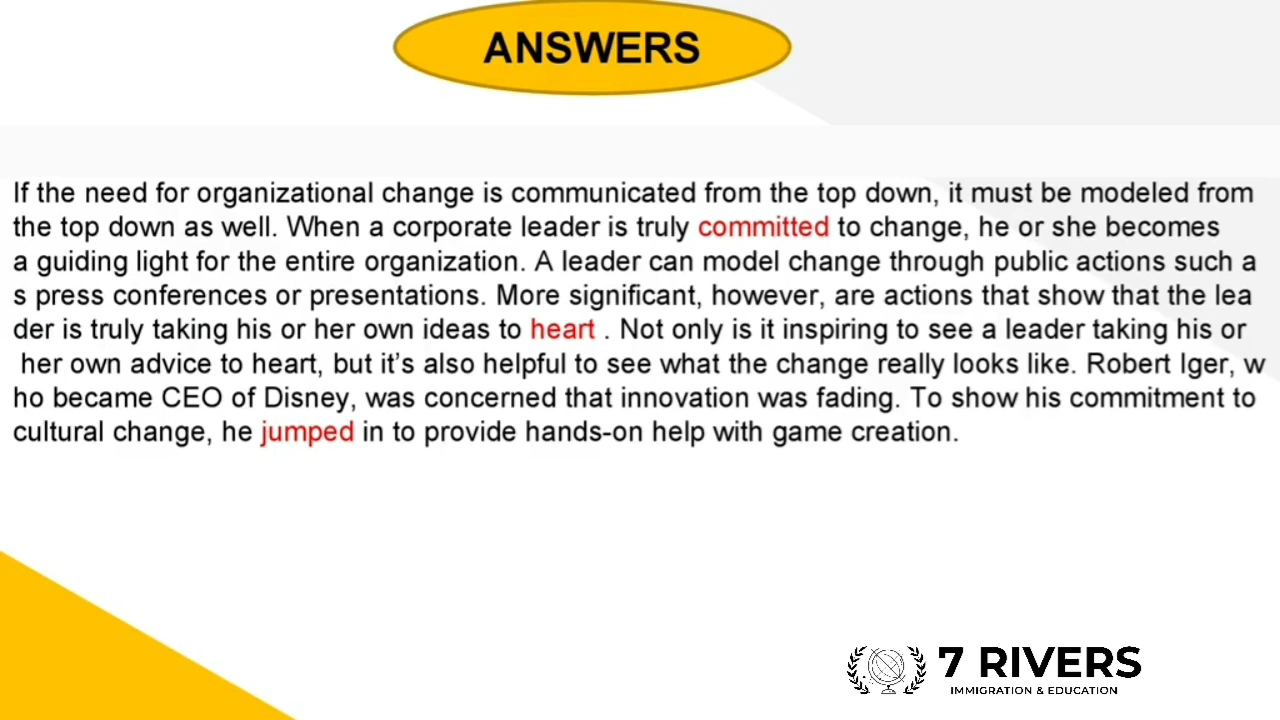 ANSWERS
If the need for organizational change is communicated from the top down, it must be modeled from
the top down as well. When a corporate leader is truly committed to change, he or she becomes
a guiding light for the entire organization. A leader can model change through public actions such a
s press conferences or presentations. More significant, however, are actions that show that the lea
der is truly taking his or her own ideas to heart . Not only is it inspiring to see a leader taking his or
her own advice to heart, but it’s also helpful to see what the change really looks like. Robert Iger, w
ho became CEO of Disney, was concerned that innovation was fading. To show his commitment to
cultural change, he jumped in to provide hands-on help with game creation.
7 RIVERS
IMMIGRATION & EDUCATION